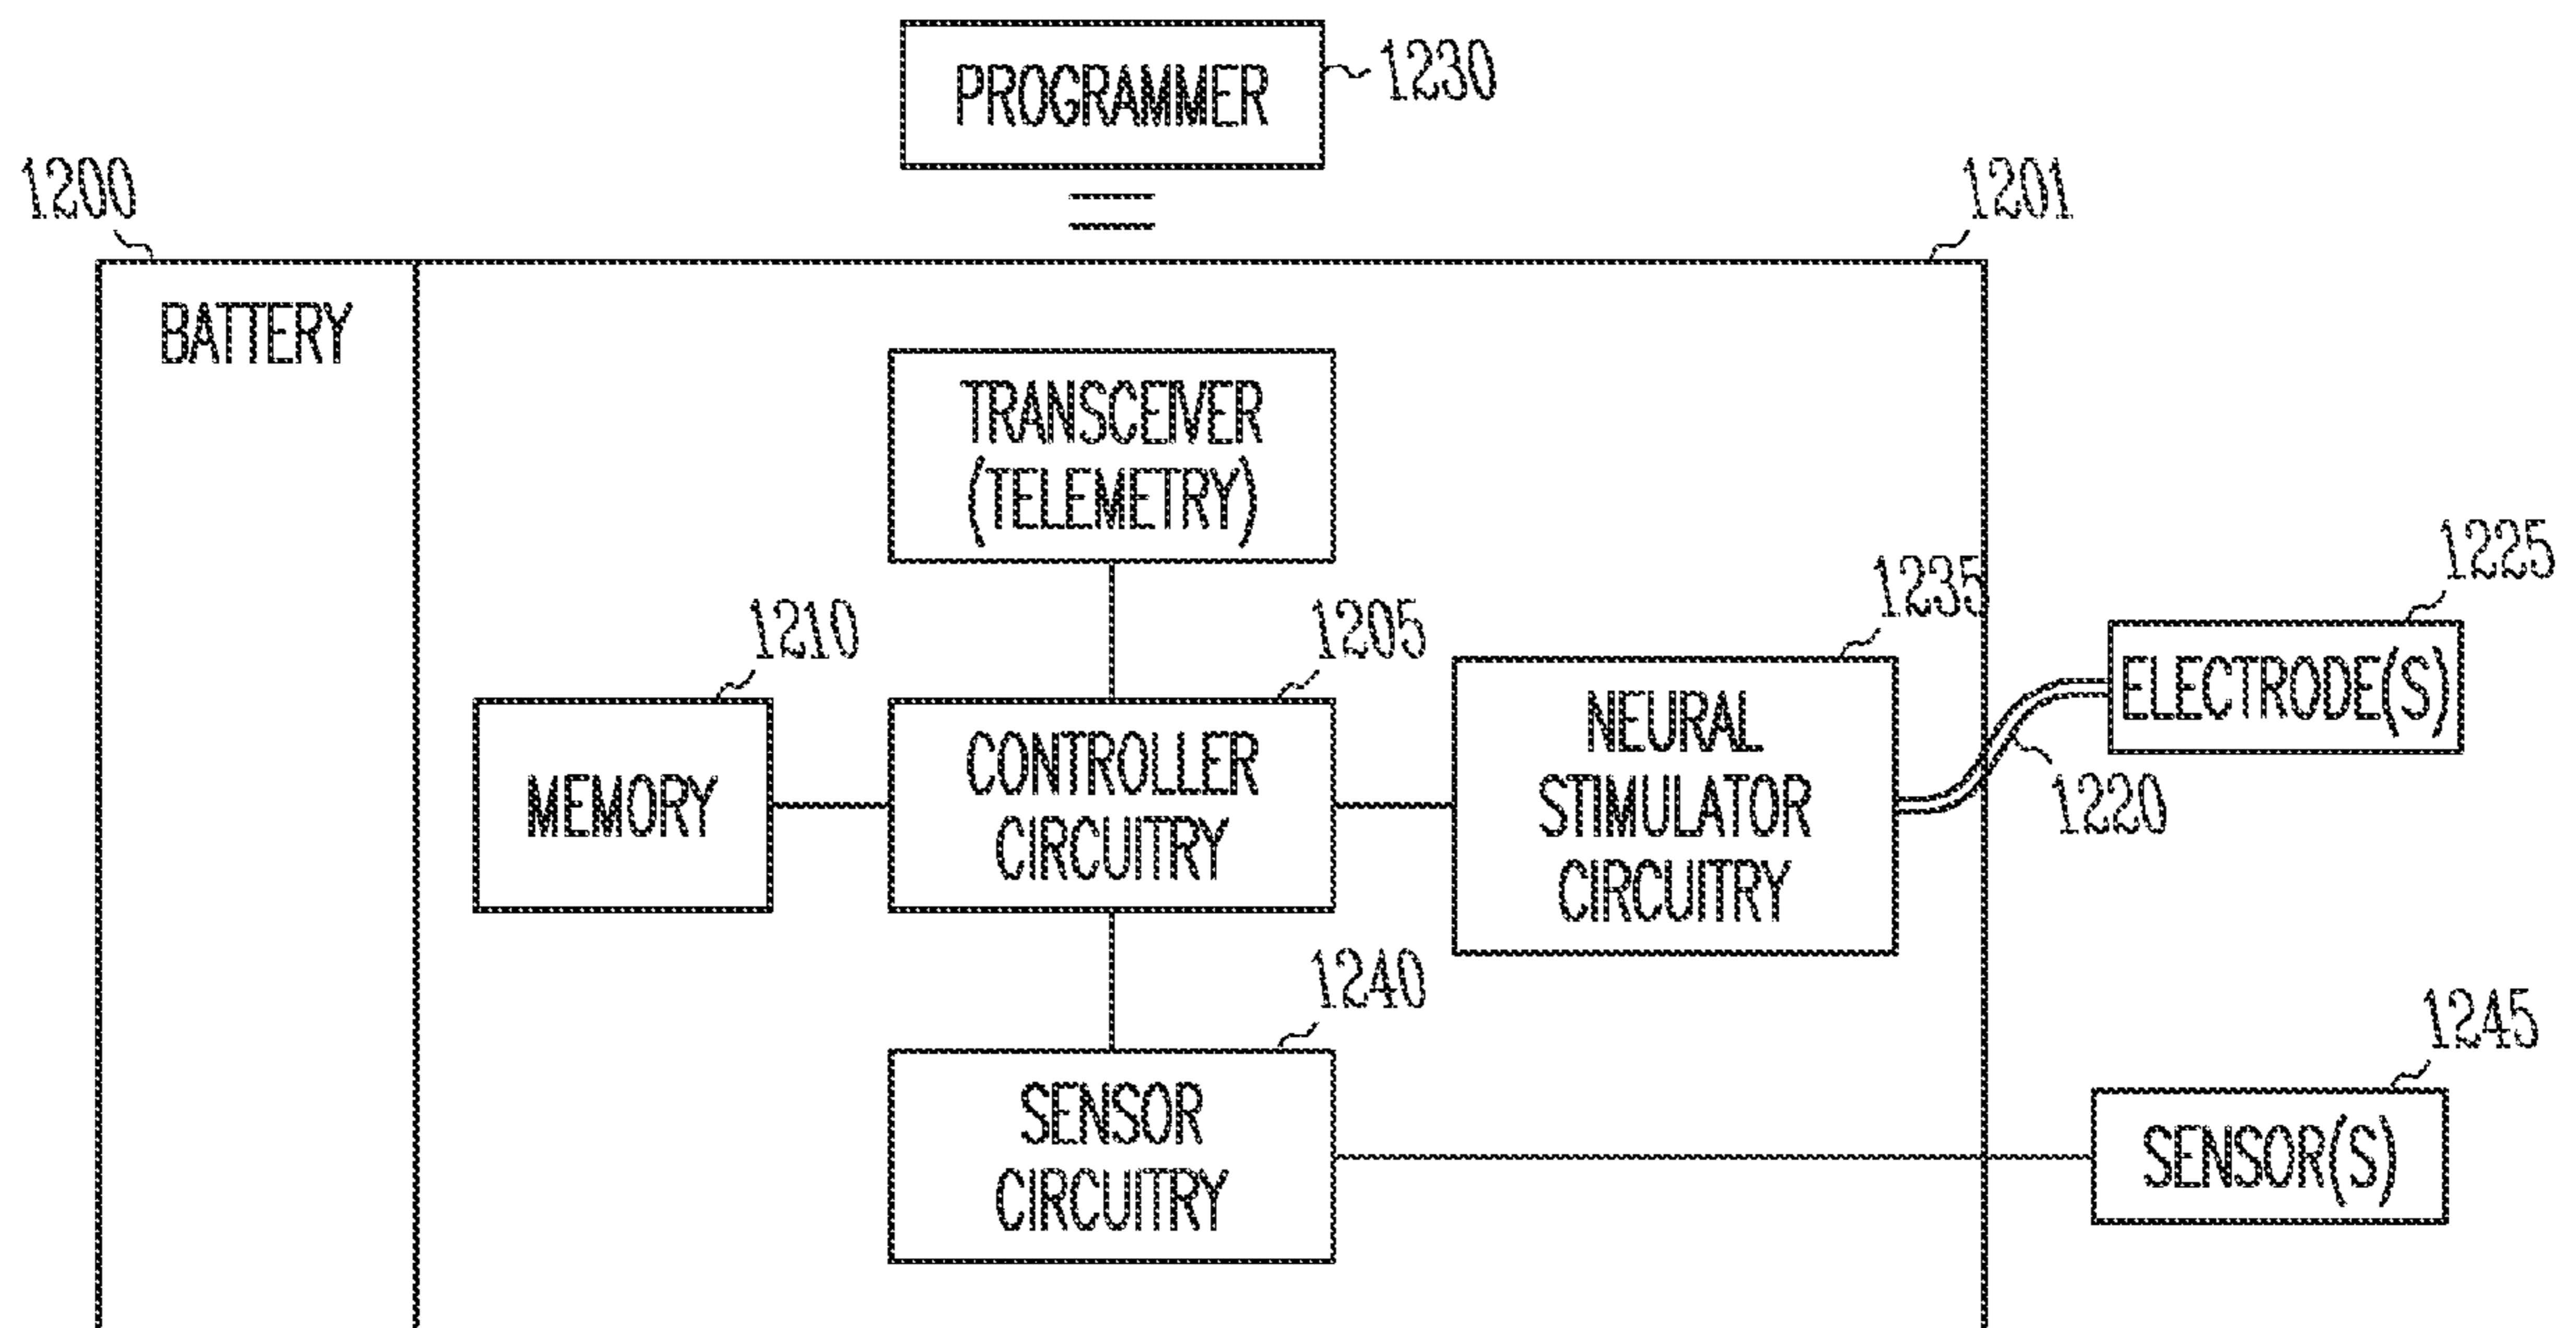 PROGRAMMER
1230
1200
1201
BATTERY
TRANSCEIVER
(TELEMETRY)
1210
1205
1235
1225
MEMORY
CONTROLLER
CIRCUITRY
NEURAL
STIMULATOR
CIRCUITRY
ELECTRODE(S)
1220
1240
1245
SENSOR
CIRCUITRY
SENSOR(S)